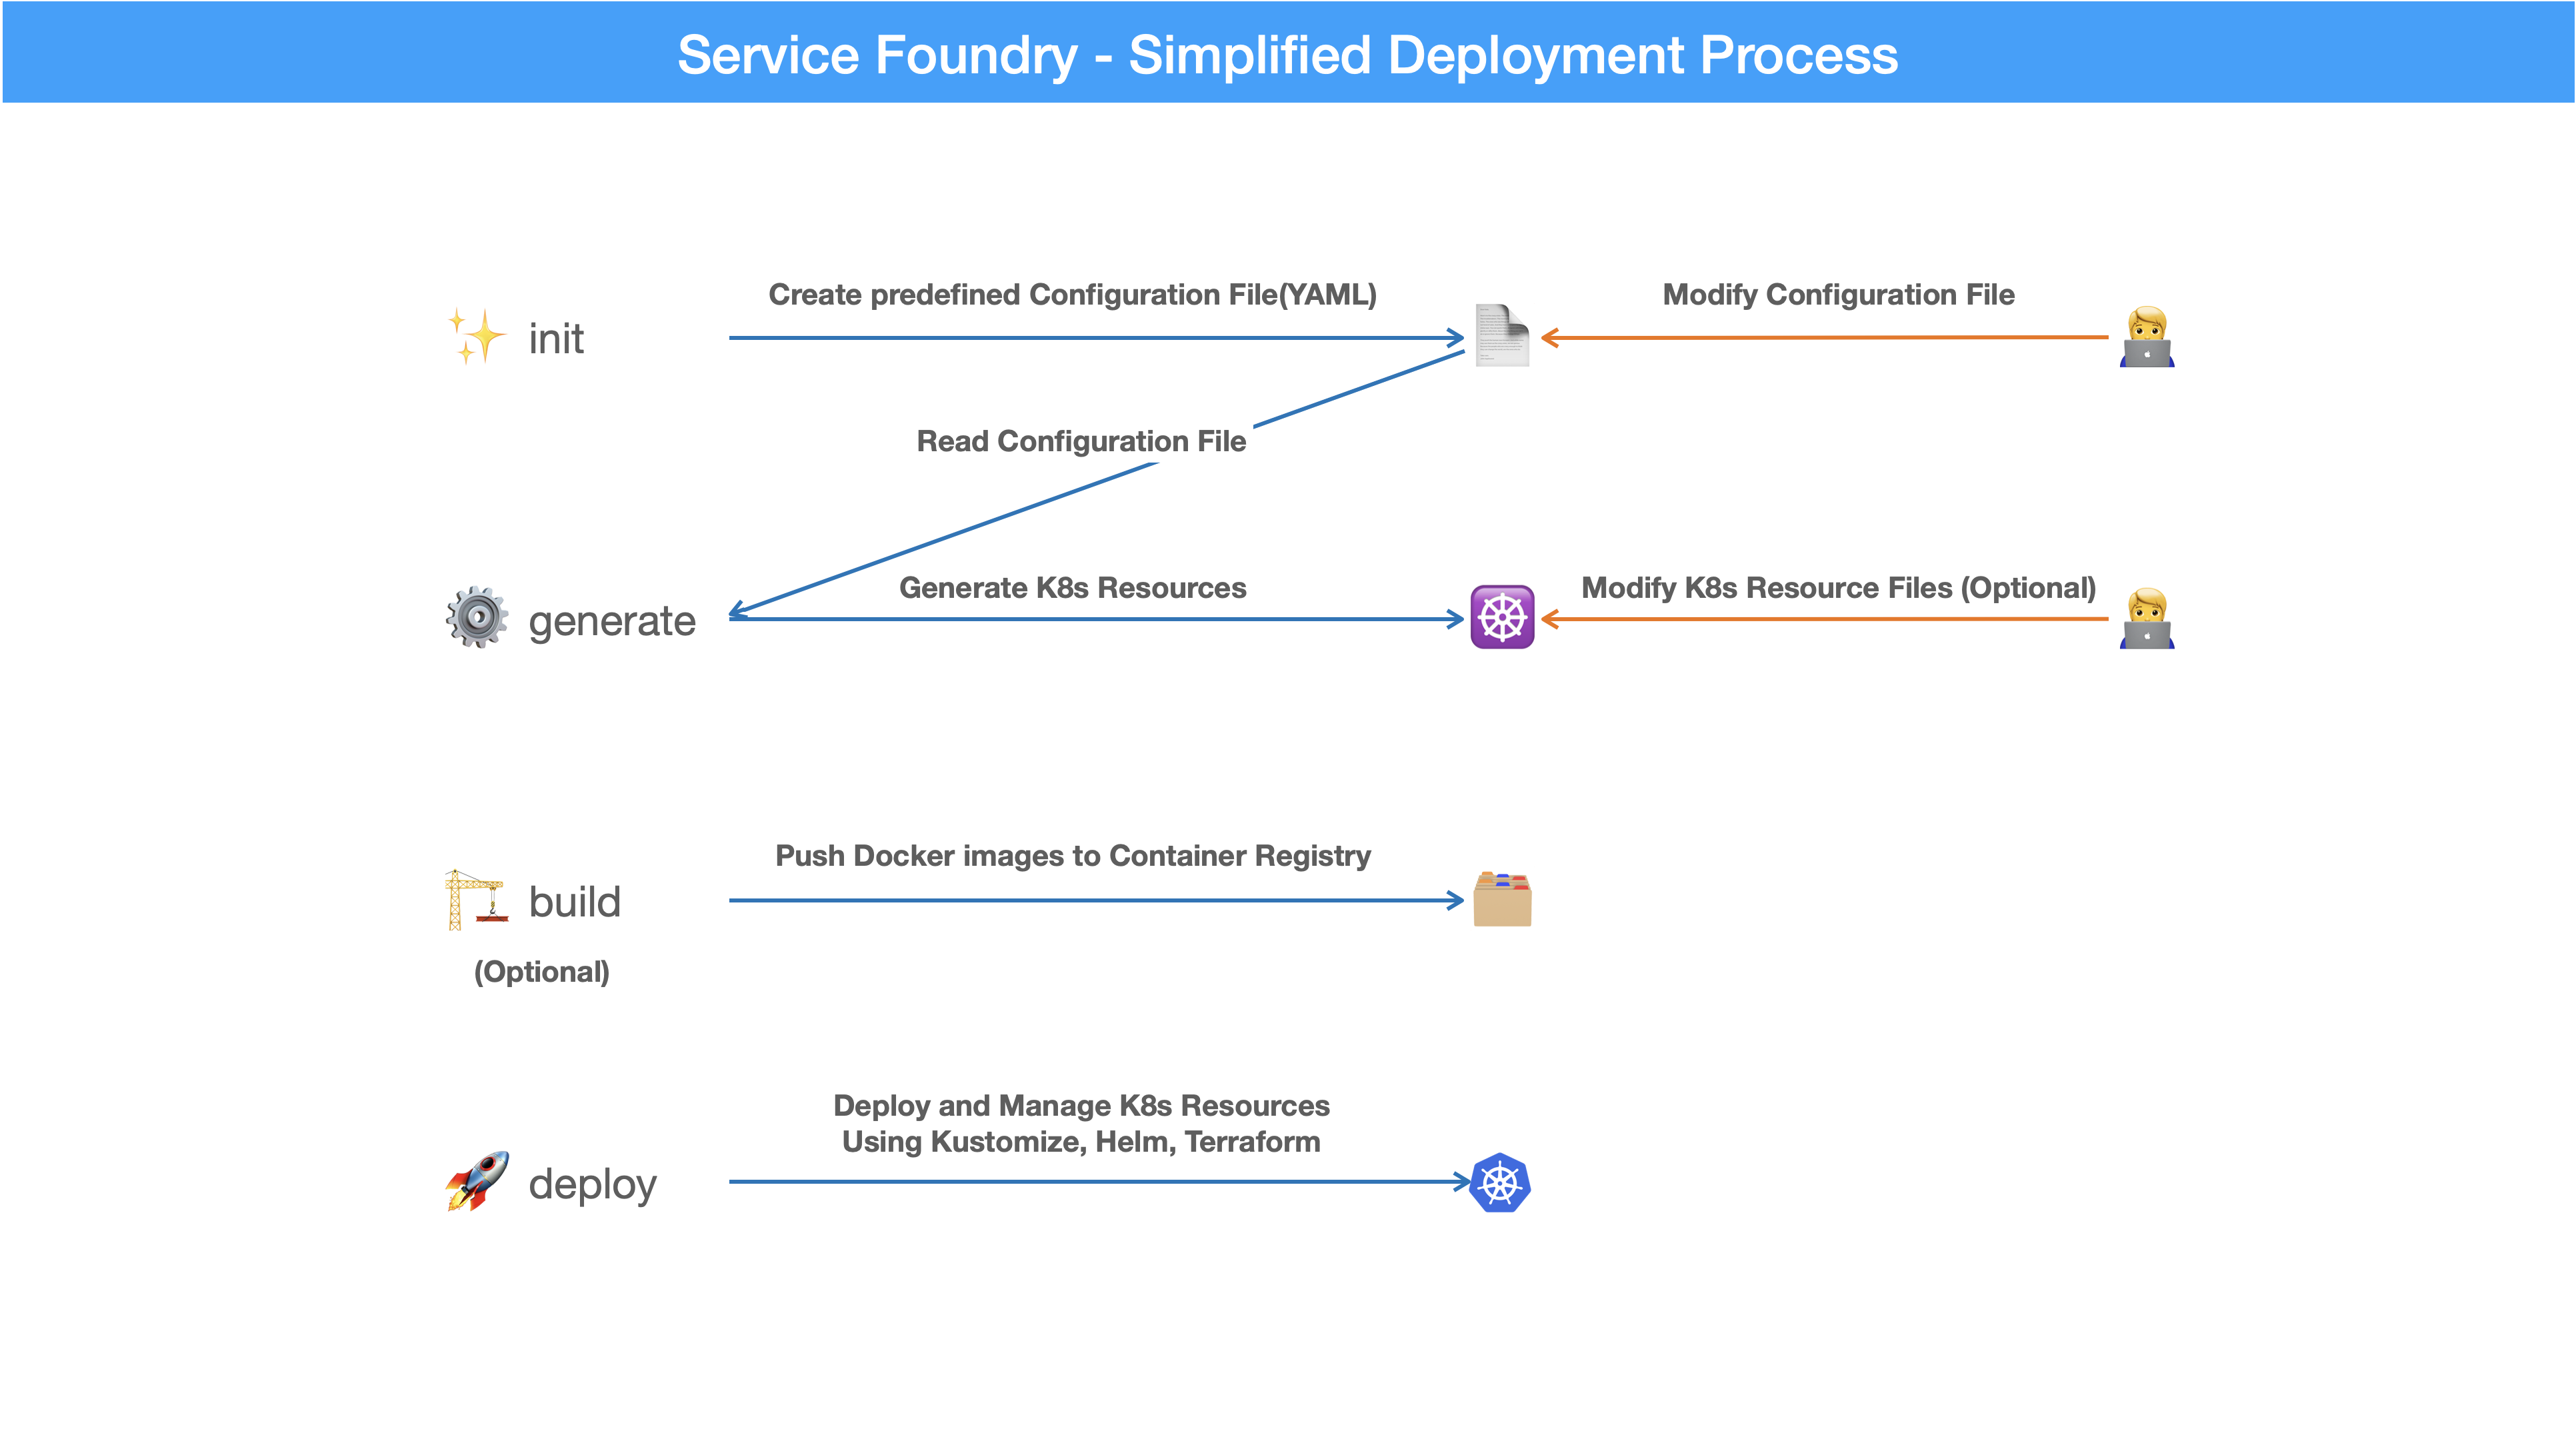 Service Foundry - Simplified Deployment Process
Create predefined Configuration File(YAML)
Modify Configuration File
init
Read Configuration File
Generate K8s Resources
Modify K8s Resource Files (Optional)
generate
Push Docker images to Container Registry
build
(Optional)
Deploy and Manage K8s Resources
Using Kustomize, Helm, Terraform
deploy